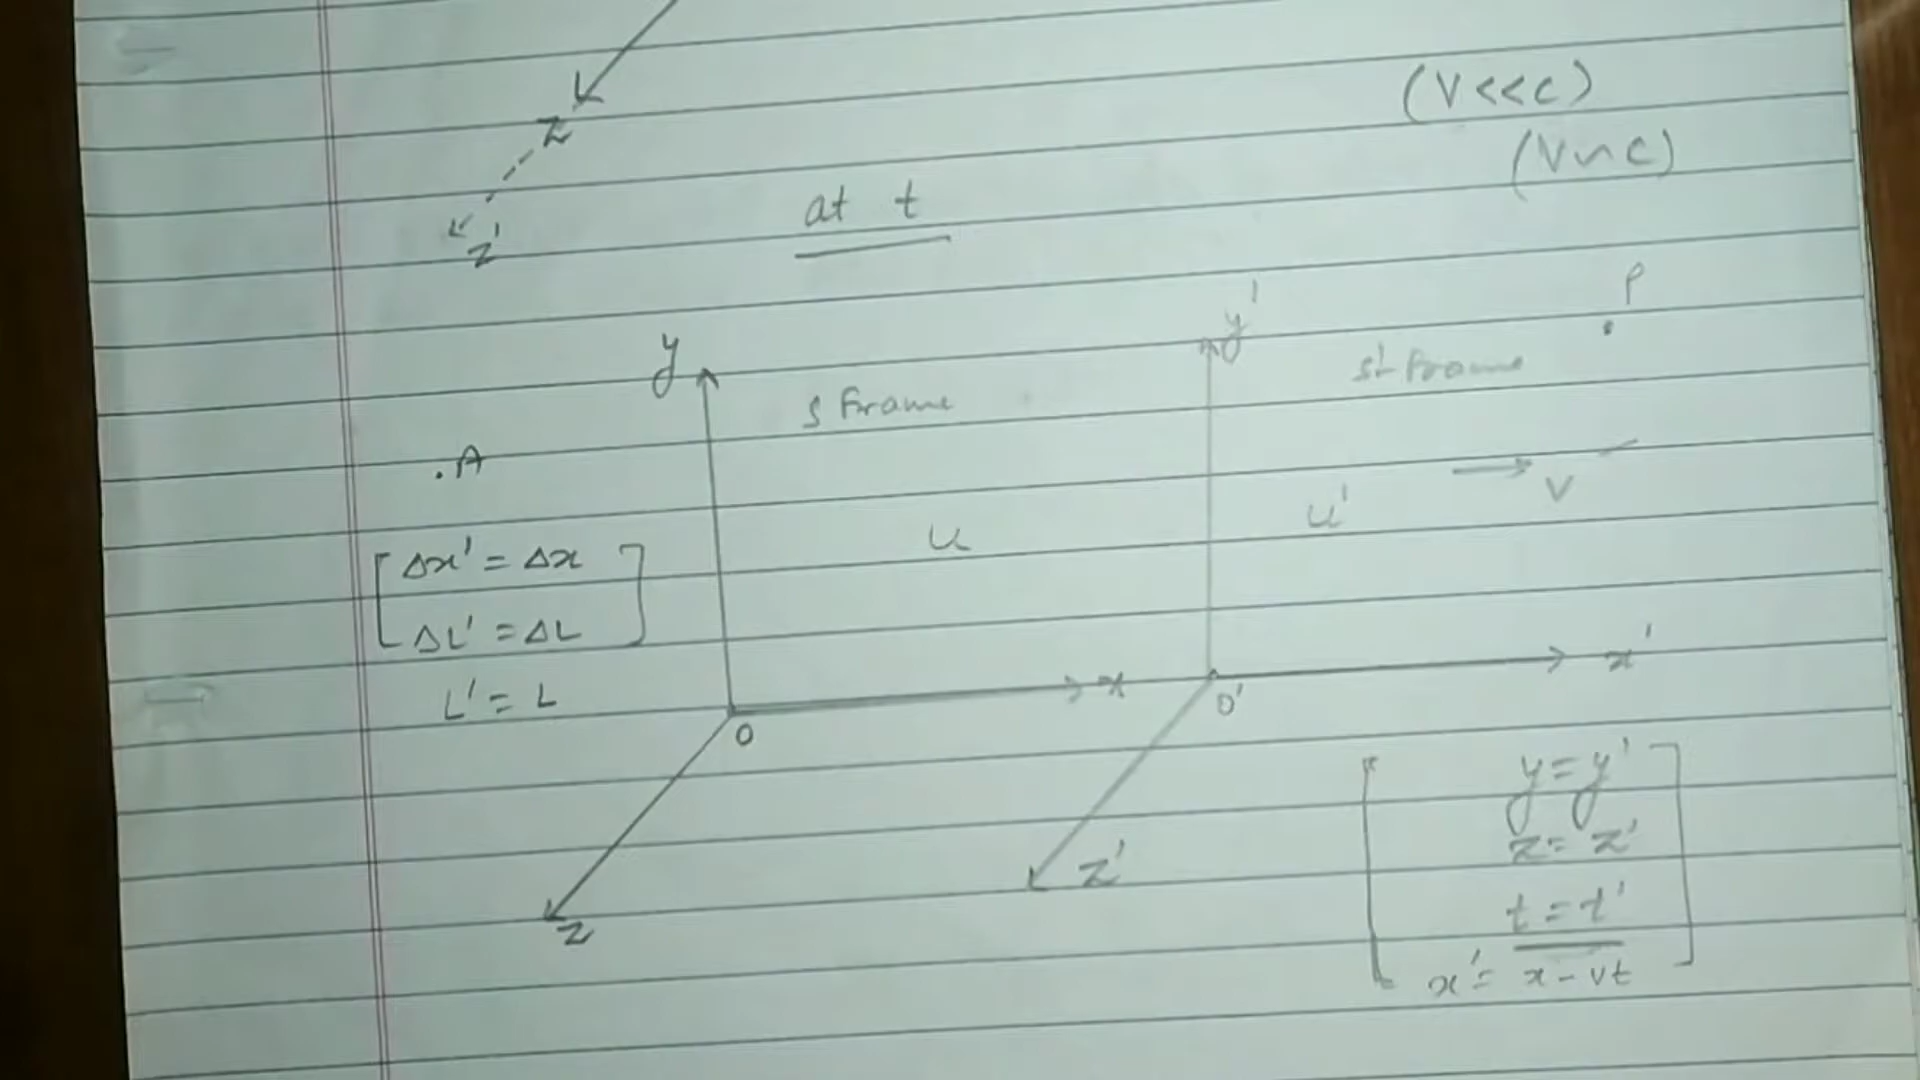 (V<<c)
z
(V~c)
z'
at t
P
y'
y
s' frame
s frame
.A
V
u'
u
Δx' = Δx
ΔL' = ΔL
L' = L
x'
x
O'
O
y = y'
z = z'
z'
t = t'
z
x' = x - vt